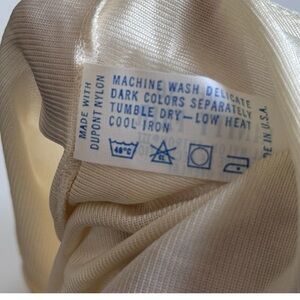 MADE WITH
DUPONT NYLON
MACHINE WASH DELICATE
DARK COLORS SEPARATELY
TUMBLE DRY—LOW HEAT
COOL IRON
40°C
CL
DE IN U.S.A.